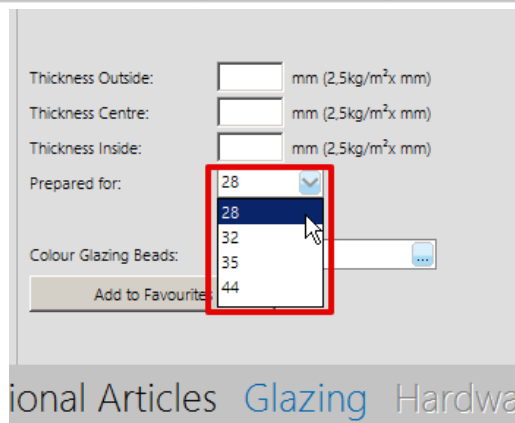 Thickness Outside: mm (2,5kg/m²x mm)
Thickness Centre: mm (2,5kg/m²x mm)
Thickness Inside: mm (2,5kg/m²x mm)
Prepared for: 28
28
32
Colour Glazing Beads: ...
35
Add to Favourites
44
ional Articles Glazing Hardwa